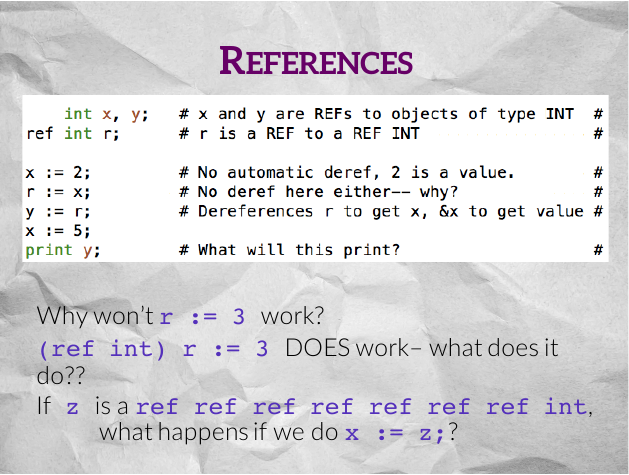 REFERENCES
int x, y; # x and y are REFs to objects of type INT #
ref int r; # r is a REF to a REF INT #
x := 2; # No automatic deref, 2 is a value. #
r := x; # No deref here either-- why? #
y := r; # Dereferences r to get x, &x to get value #
x := 5;
print y; # What will this print? #
Why won't r := 3 work?
(ref int) r := 3 DOES work– what does it
do??
If z is a ref ref ref ref ref ref ref int,
what happens if we do x := z;?